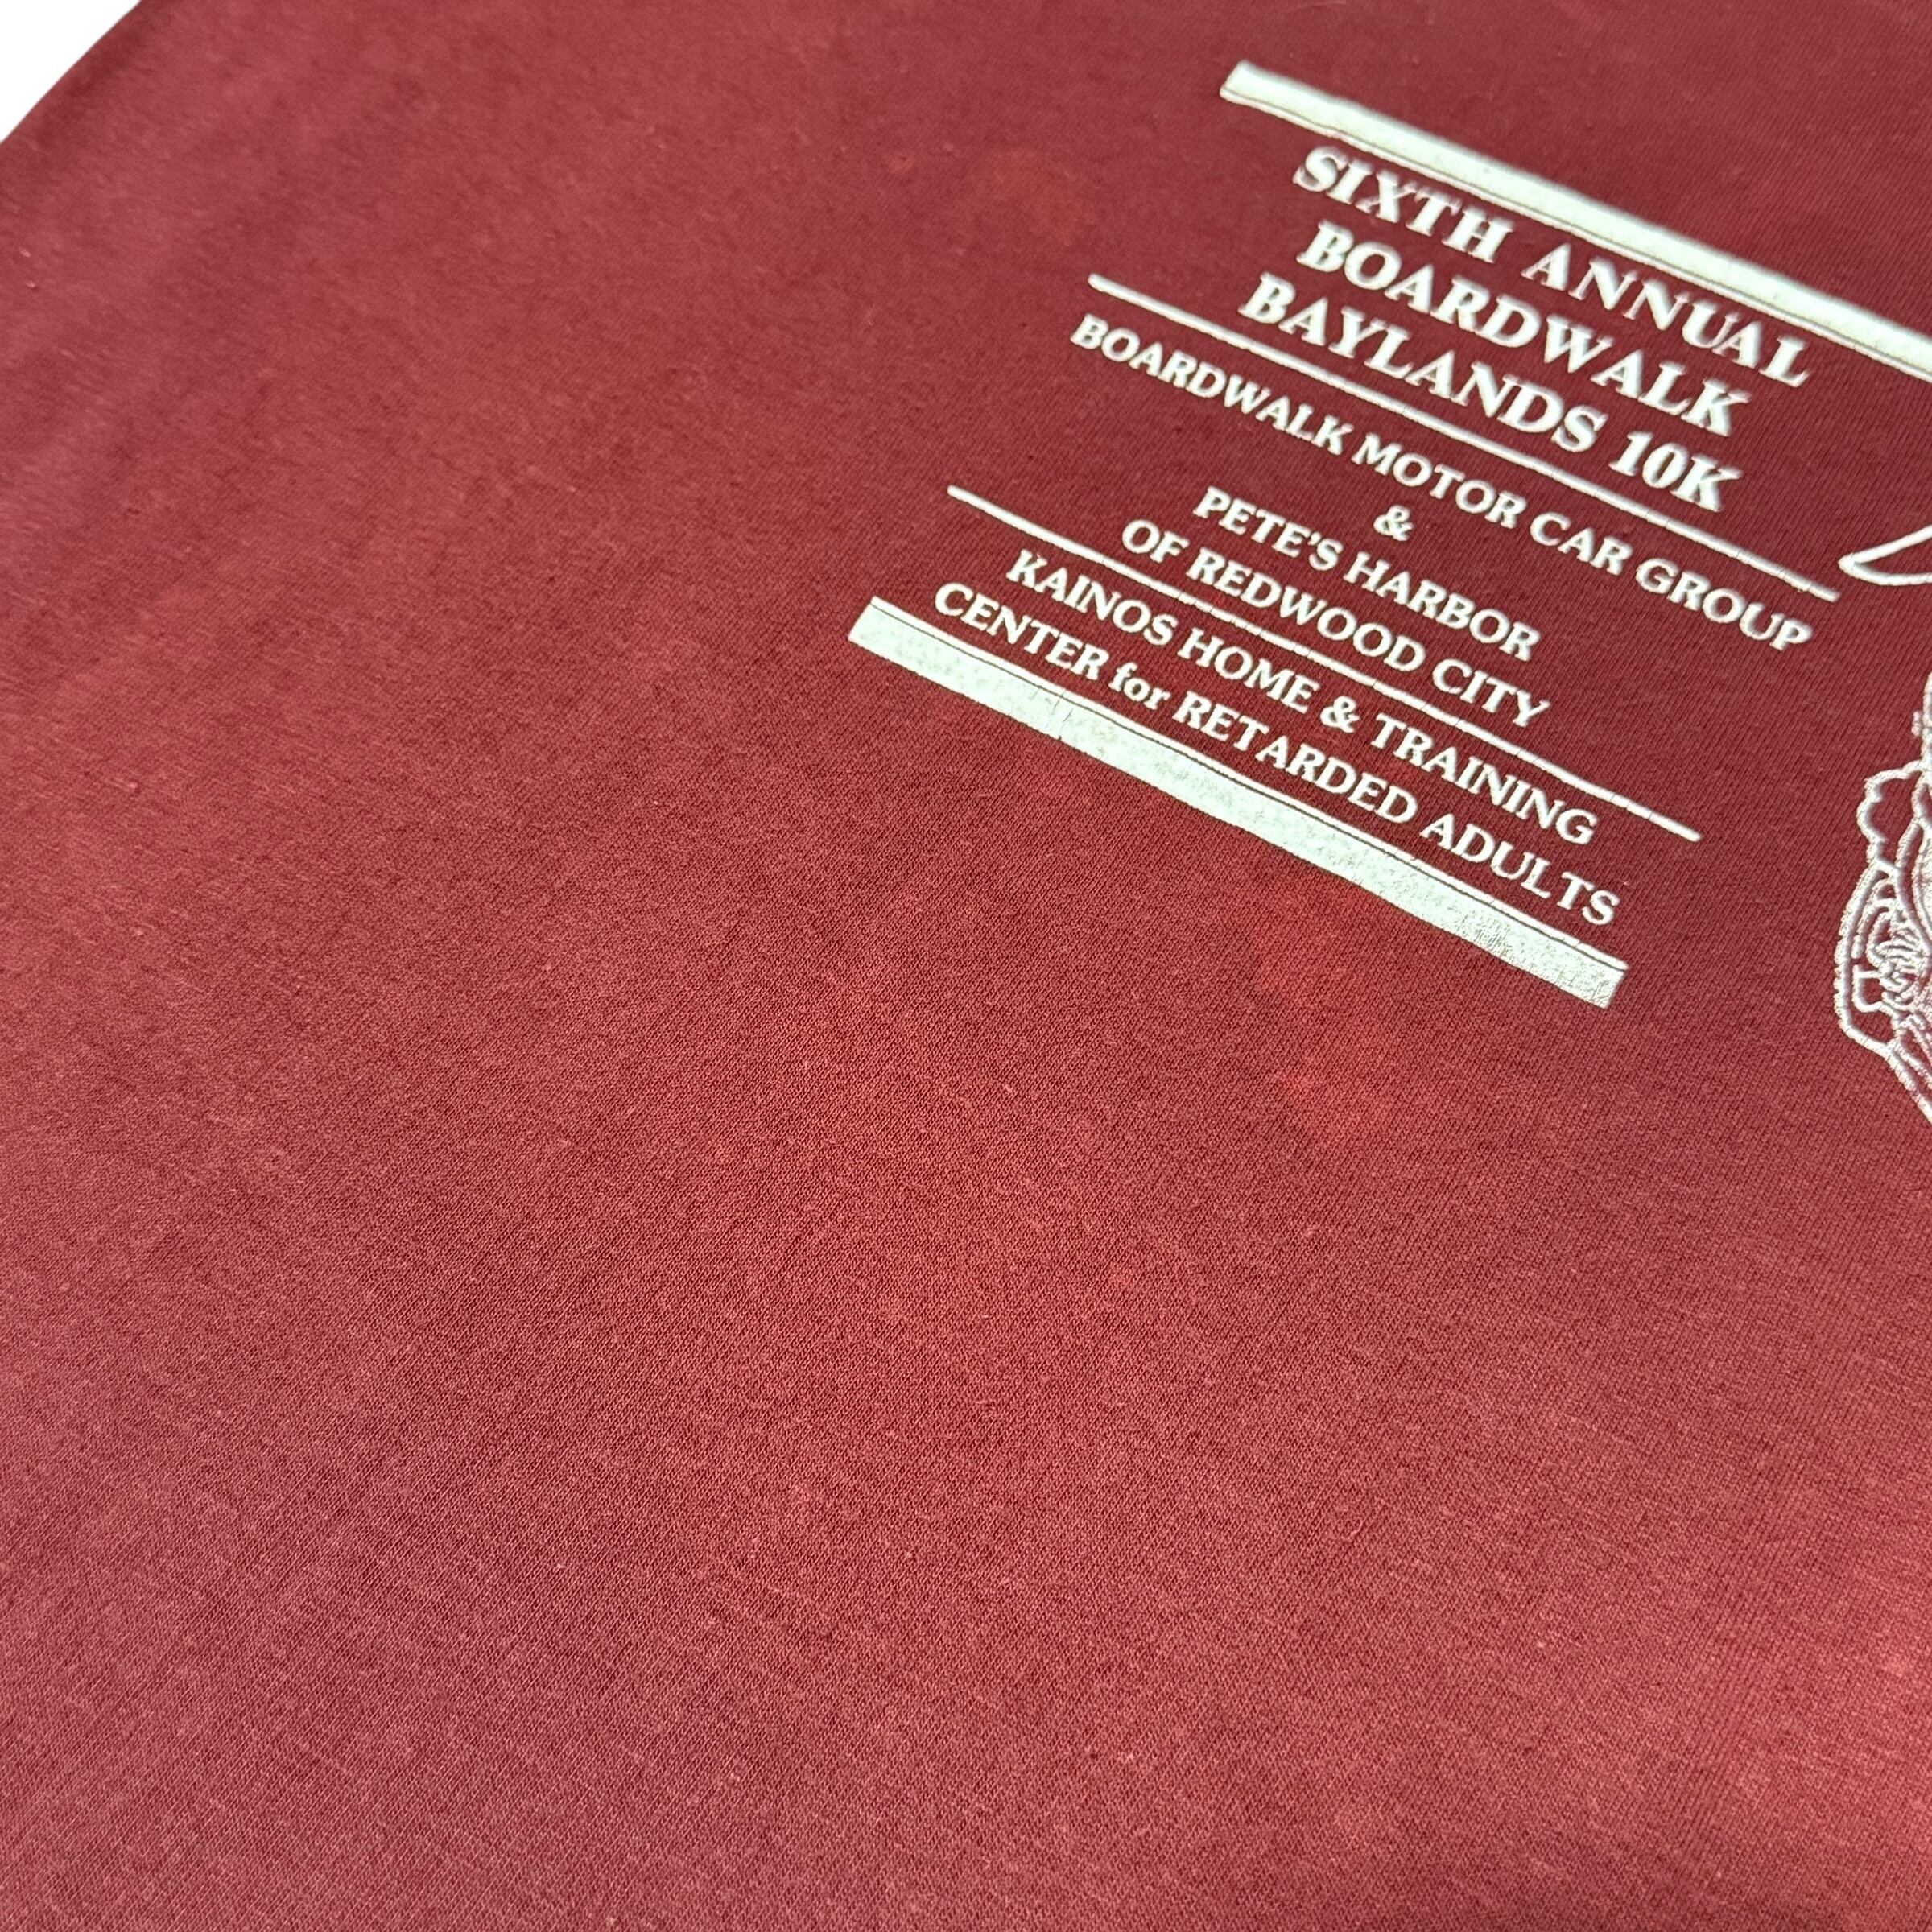 SIXTH ANNUAL
BOARDWALK
BAYLANDS 10K
BOARDWALK MOTOR CAR GROUP
&
PETE'S HARBOR
OF REDWOOD CITY
KAINOS HOME & TRAINING
CENTER for RETARDED ADULTS